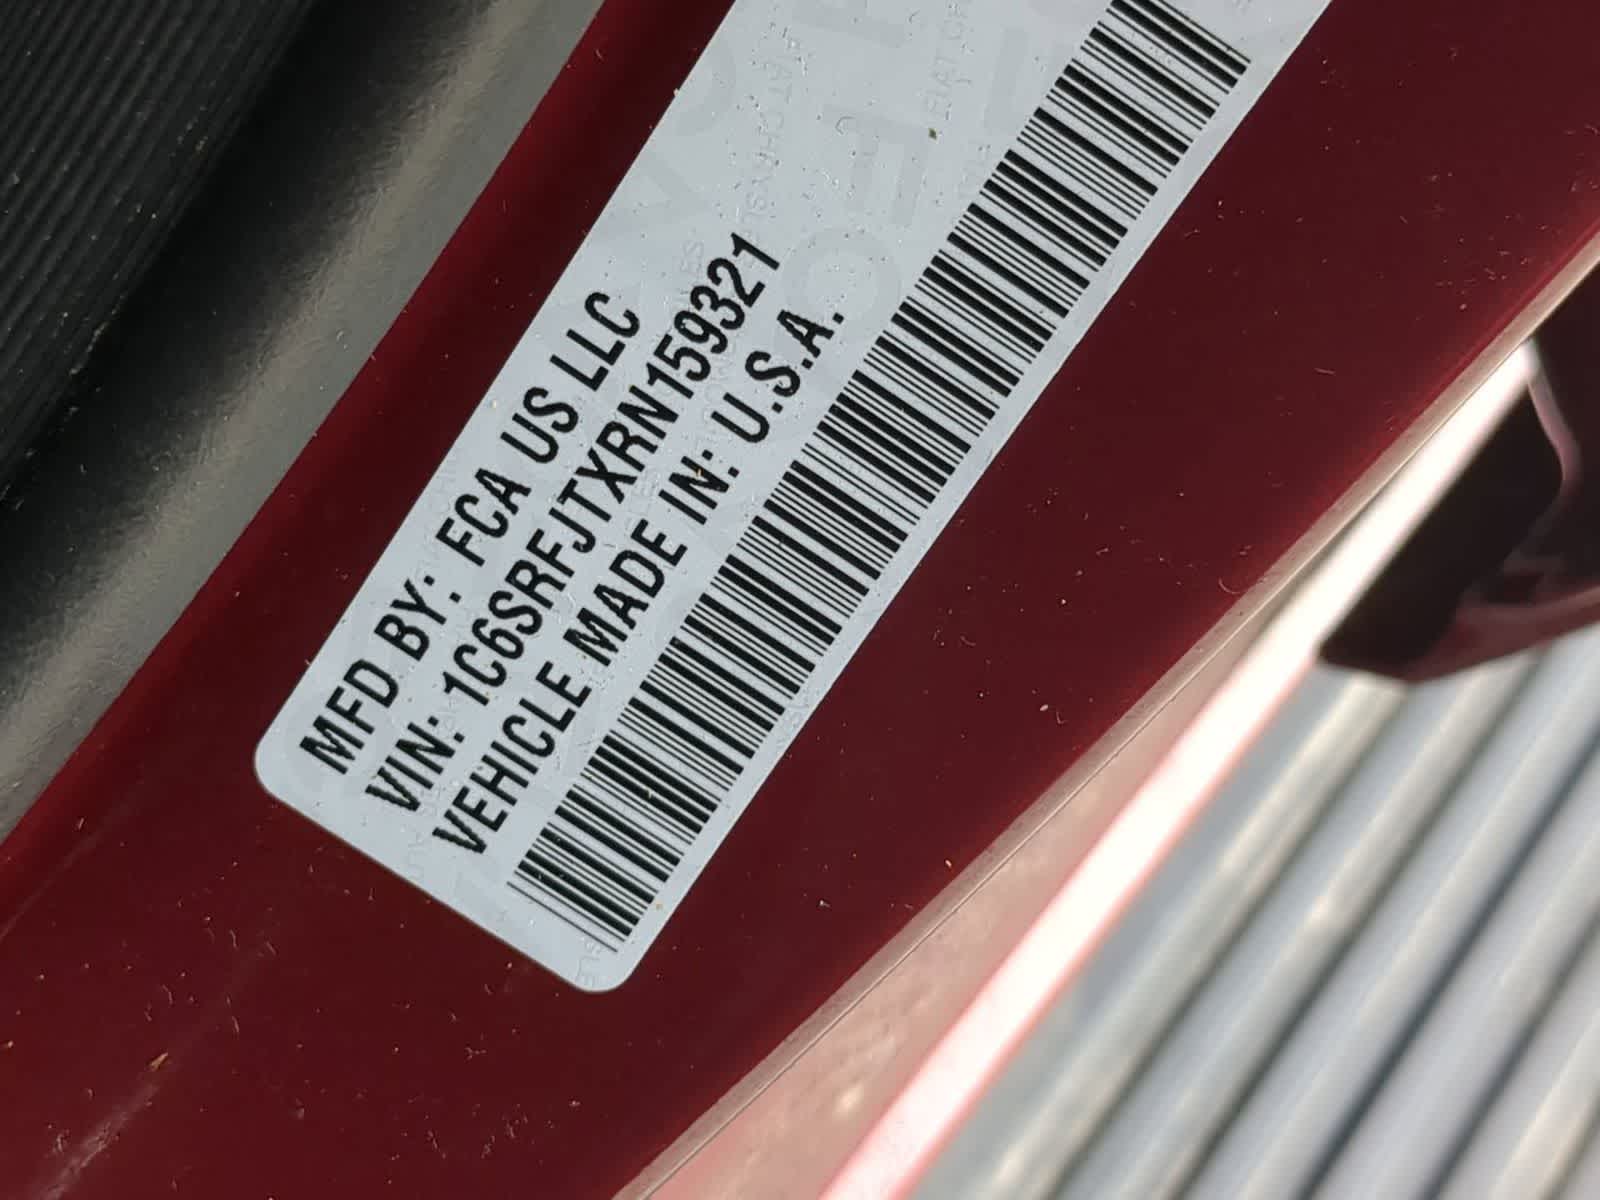 MFD BY: FCA US LLC
VIN: 1C6SRFJTXRN159321
VEHICLE MADE IN: U.S.A.